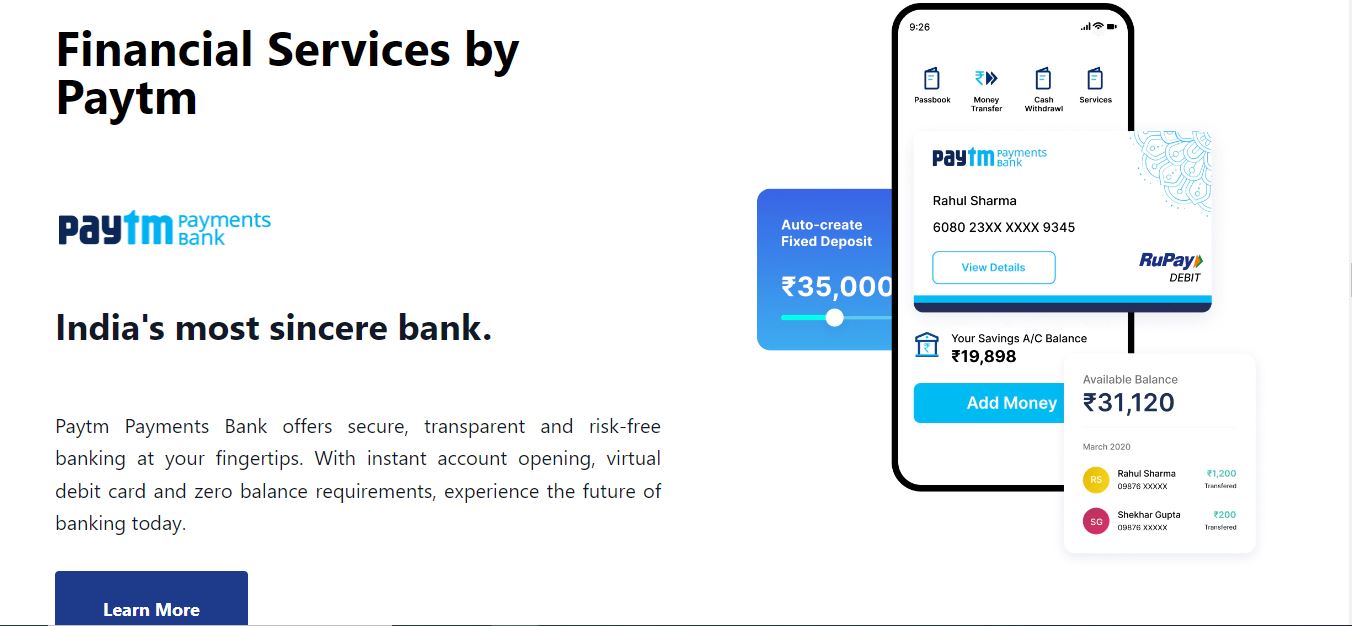 Financial Services by
Paytm
paytm Payments
Bank
India's most sincere bank.
Paytm Payments Bank offers secure, transparent and risk-free
banking at your fingertips. With instant account opening, virtual
debit card and zero balance requirements, experience the future of
banking today.
Learn More
9:26
Passbook
Money
Transfer
Cash
Withdrawl
Services
paytm Payments
Bank
Rahul Sharma
6080 23XX XXXX 9345
View Details
RuPay
DEBIT
Auto-create
Fixed Deposit
₹35,000
Your Savings A/C Balance
₹19,898
Add Money
Available Balance
₹31,120
March 2020
RS
Rahul Sharma
₹1,200
09876 XXXXX
Transfered
SG
Shekhar Gupta
₹200
09876 XXXXX
Transfered